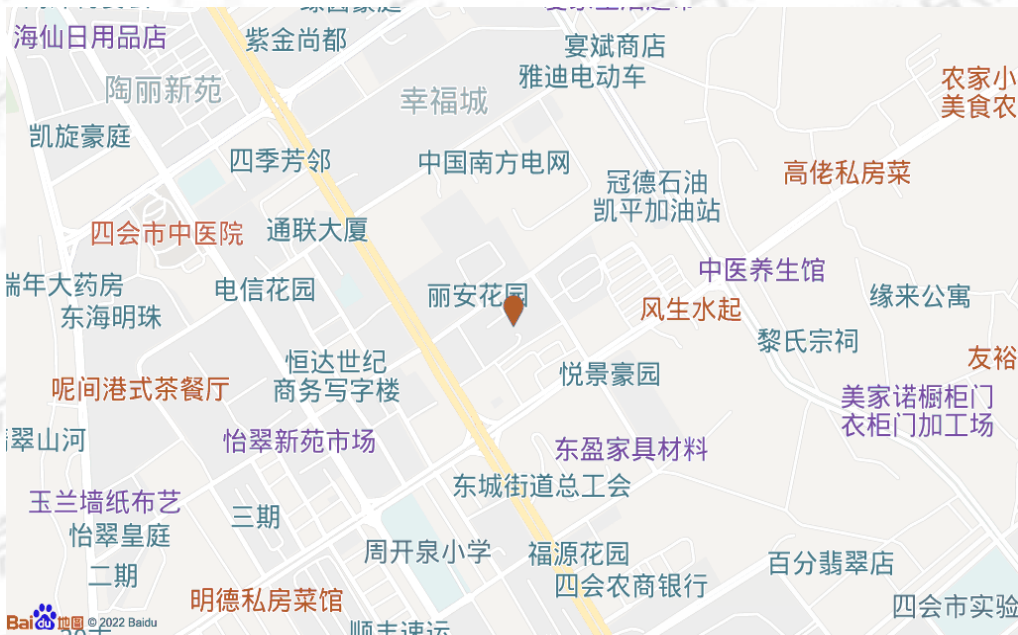 海仙日用品店
紫金尚都
宴斌商店
雅迪电动车
陶丽新苑
幸福城
农家小
美食农
凯旋豪庭
四季芳邻
中国南方电网
高佬私房菜
冠德石油
凯平加油站
四会市中医院
通联大厦
瑞年大药房
电信花园
丽安花园
中医养生馆
缘来公寓
东海明珠
风生水起
黎氏宗祠
友裕
恒达世纪
商务写字楼
呢间港式茶餐厅
悦景豪园
美家诺橱柜门
衣柜门加工场
翠山河
怡翠新苑市场
东盈家具材料
东城街道总工会
玉兰墙纸布艺
三期
怡翠皇庭
二期
周开泉小学
福源花园
百分翡翠店
四会农商银行
明德私房菜馆
四会市实验
Bai du 地图 © 2022 Baidu
顺丰速运